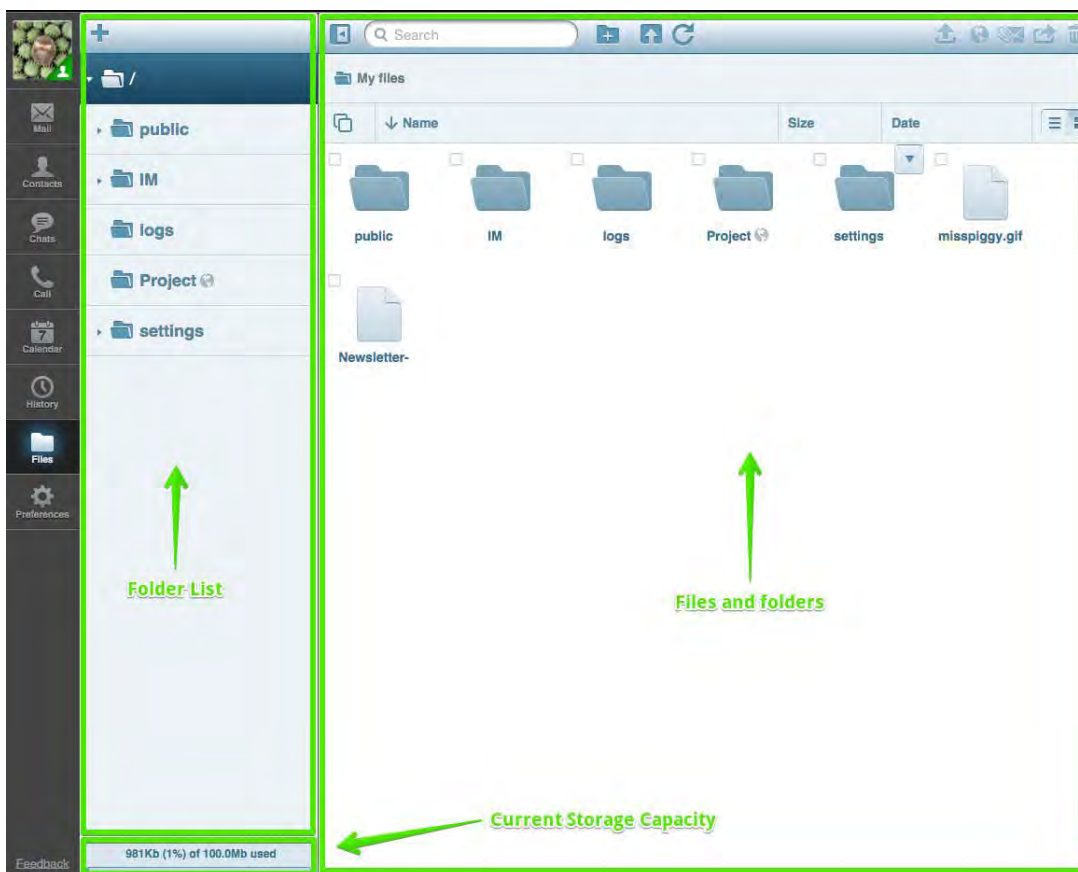 Search
/
My files
Mail
public
Name
Size
Date
IM
Contacts
logs
Chats
public
IM
logs
Project
settings
misspiggy.gif
Project
Call
settings
7
Calendar
Newsletter-
History
Files
Preferences
Folder List
Files and folders
Current Storage Capacity
981Kb (1%) of 100.0Mb used
Feedback